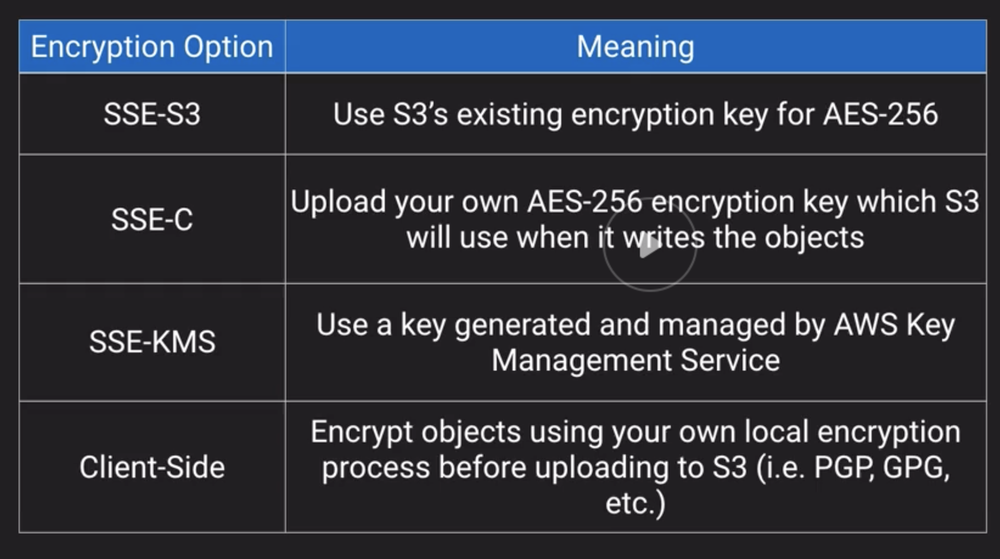 Encryption Option
Meaning
SSE-S3
Use S3’s existing encryption key for AES-256
SSE-C
Upload your own AES-256 encryption key which S3
will use when it writes the objects
SSE-KMS
Use a key generated and managed by AWS Key
Management Service
Client-Side
Encrypt objects using your own local encryption
process before uploading to S3 (i.e. PGP, GPG,
etc.)